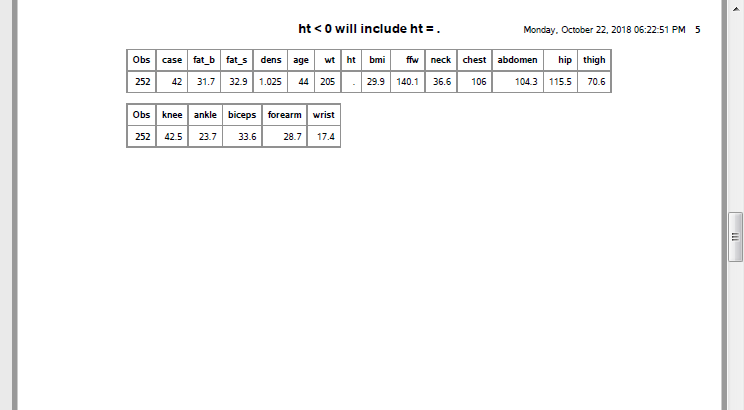 ht < 0 will include ht = .
Monday, October 22, 2018 06:22:51 PM 5
Obs case fat_b fat_s dens age wt ht bmi ffw neck chest abdomen hip thigh
252 42 31.7 32.9 1.025 44 205 . 29.9 140.1 36.6 106 104.3 115.5 70.6
Obs knee ankle biceps forearm wrist
252 42.5 23.7 33.6 28.7 17.4